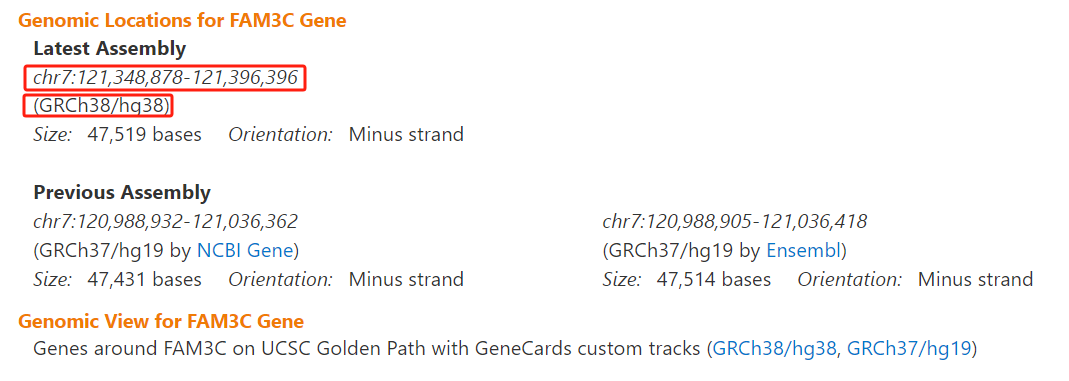 Genomic Locations for FAM3C Gene
Latest Assembly
chr7:121,348,878-121,396,396
(GRCh38/hg38)
Size: 47,519 bases Orientation: Minus strand
Previous Assembly
chr7:120,988,932-121,036,362
(GRCh37/hg19 by NCBI Gene)
Size: 47,431 bases Orientation: Minus strand
chr7:120,988,905-121,036,418
(GRCh37/hg19 by Ensembl)
Size: 47,514 bases Orientation: Minus strand
Genomic View for FAM3C Gene
Genes around FAM3C on UCSC Golden Path with GeneCards custom tracks (GRCh38/hg38, GRCh37/hg19)